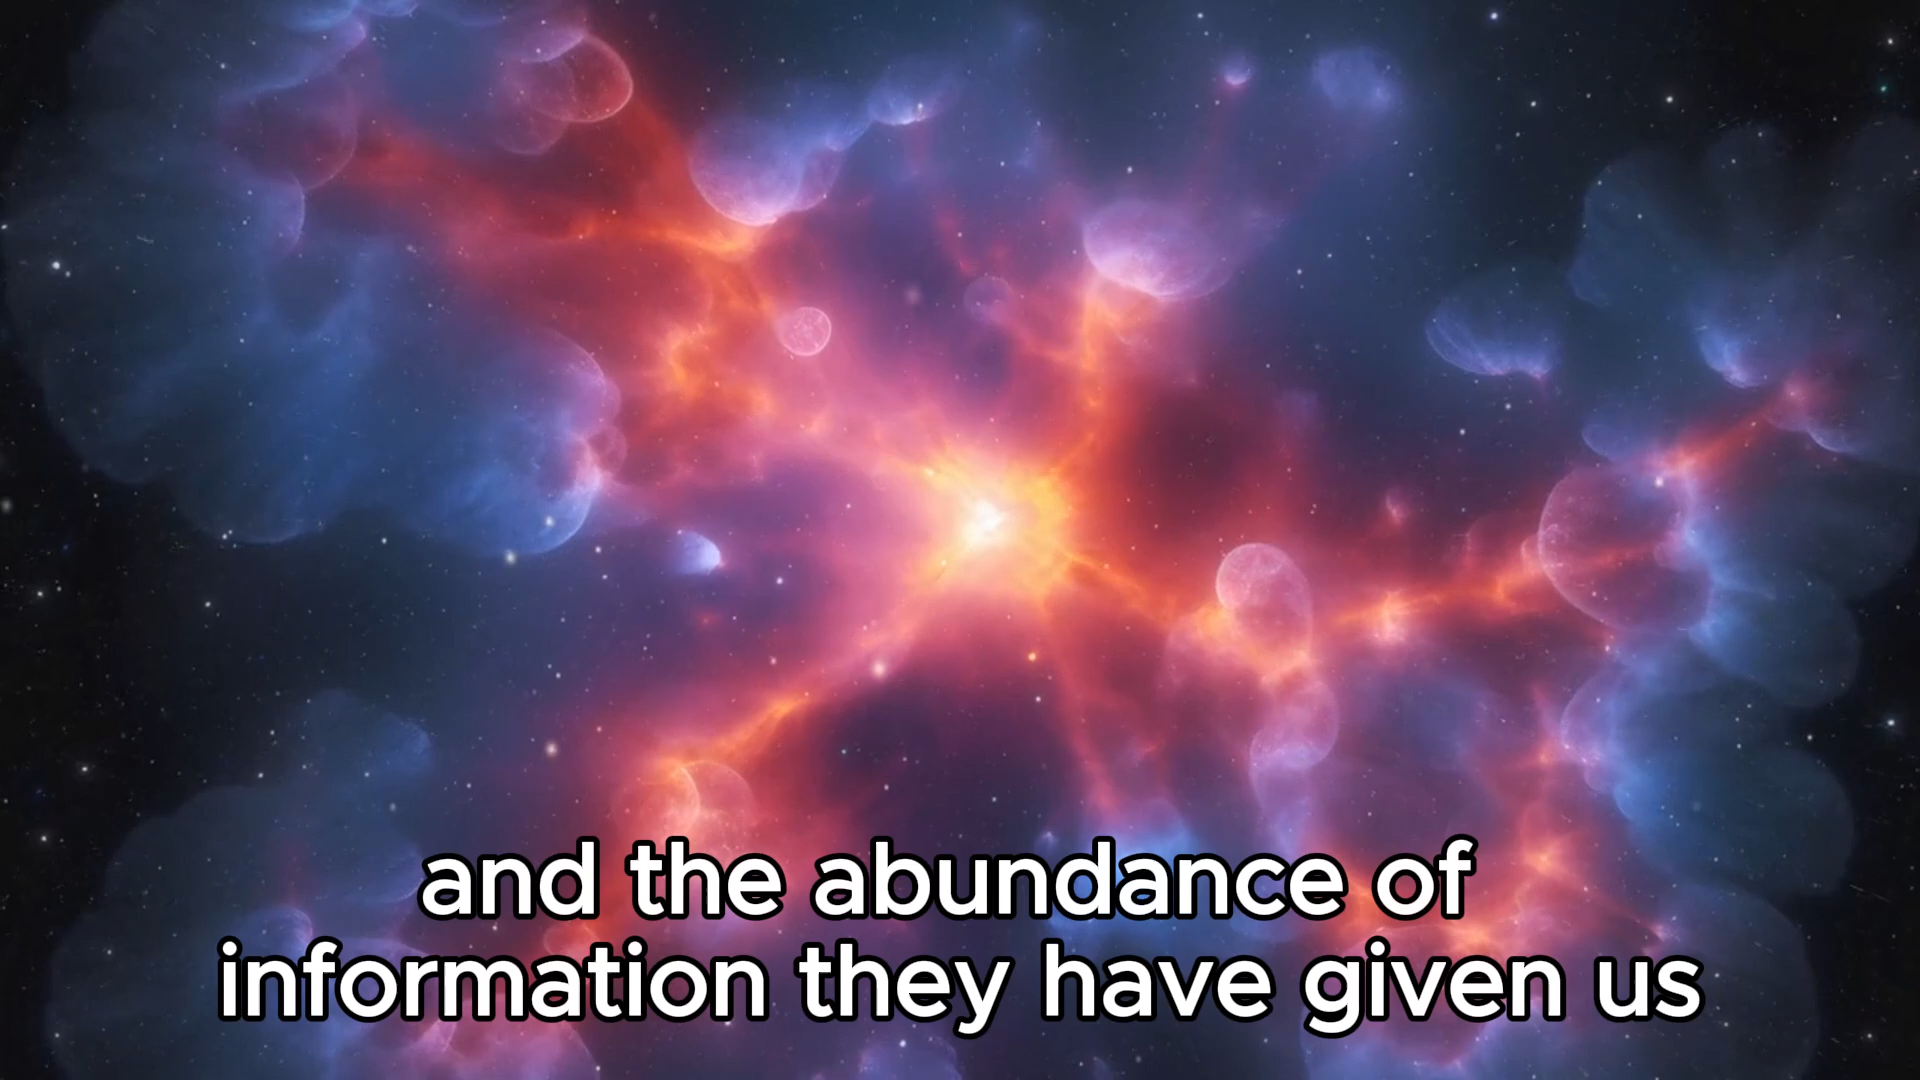 and the abundance of
information they have given us